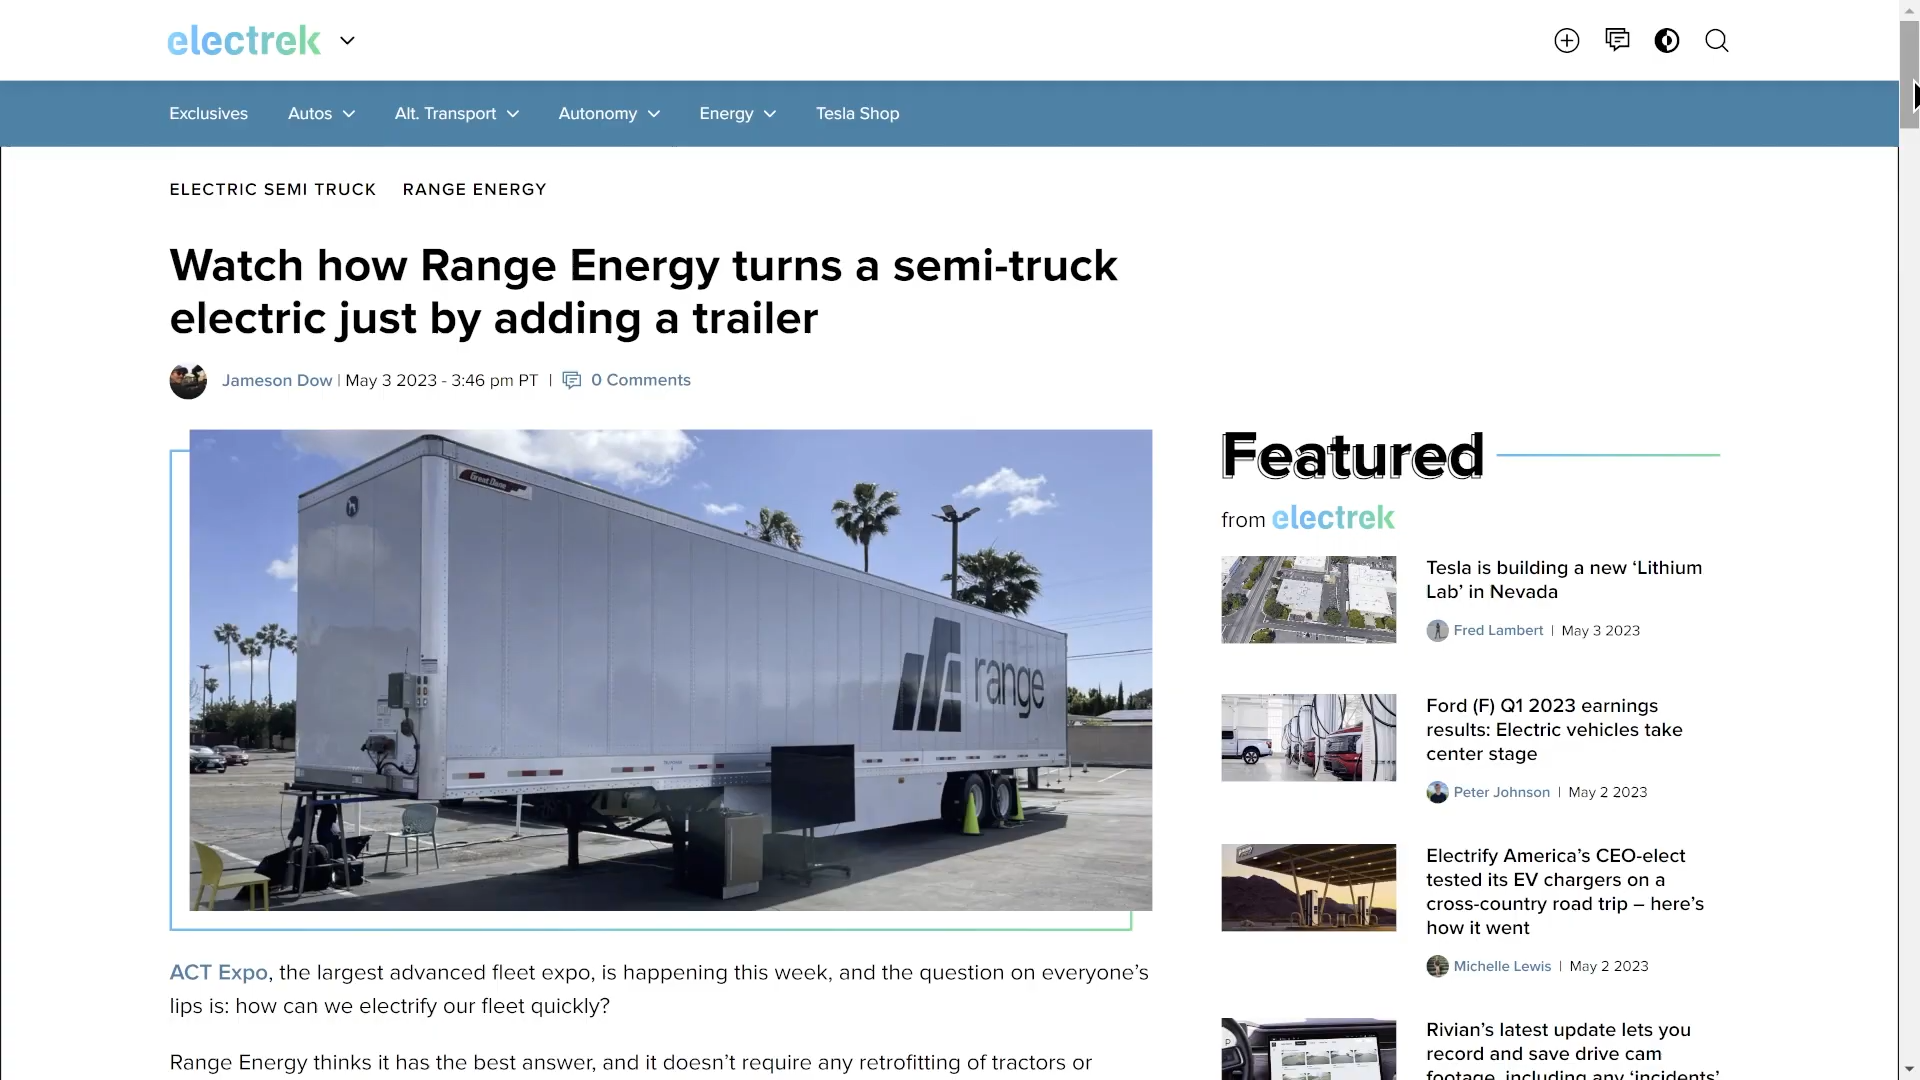 electrek
Exclusives
Autos
Alt. Transport
Autonomy
Energy
Tesla Shop
ELECTRIC SEMI TRUCK
RANGE ENERGY
Watch how Range Energy turns a semi-truck
electric just by adding a trailer
Jameson Dow | May 3 2023 - 3:46 pm PT | 0 Comments
Great Dane
range
ACT Expo, the largest advanced fleet expo, is happening this week, and the question on everyone’s
lips is: how can we electrify our fleet quickly?
Range Energy thinks it has the best answer, and it doesn’t require any retrofitting of tractors or
Featured
from electrek
Tesla is building a new ‘Lithium
Lab’ in Nevada
Fred Lambert | May 3 2023
Ford (F) Q1 2023 earnings
results: Electric vehicles take
center stage
Peter Johnson | May 2 2023
Electrify America’s CEO-elect
tested its EV chargers on a
cross-country road trip – here’s
how it went
Michelle Lewis | May 2 2023
Rivian’s latest update lets you
record and save drive cam
footage, including any ‘incidents’